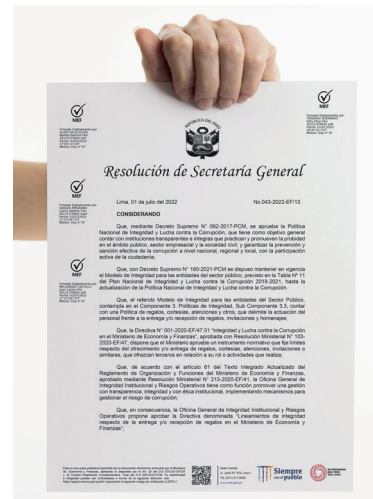 REPÚBLICA DEL PERÚ
MEF
MEF
MEF
MEF
Resolución de Secretaría General
Lima, 01 de julio del 2022 No.043-2022-EF/13
CONSIDERANDO
Que, mediante Decreto Supremo N° 092-2017-PCM, se aprueba la Política
Nacional de Integridad y Lucha contra la Corrupción, que tiene como objetivo general
contar con instituciones transparentes e íntegras que practican y promueven la probidad
en el ámbito público, sector empresarial y la sociedad civil; y garantizar la prevención y
sanción efectiva de la corrupción a nivel nacional, regional y local, con la participación
activa de la ciudadanía;
Que, con Decreto Supremo N° 180-2021-PCM se dispuso mantener en vigencia
el Modelo de Integridad para las entidades del sector público, previsto en la Tabla N° 11
del Plan Nacional de Integridad y Lucha contra la Corrupción 2018-2021, hasta la
actualización de la Política Nacional de Integridad y Lucha contra la Corrupción.
Que, el referido Modelo de Integridad para las entidades del Sector Público,
contempla en el Componente 3. Políticas de Integridad, Sub Componente 3.3, contar
con una Política de regalos, cortesías, atenciones y otros, que delimite la actuación del
personal frente a la entrega y/o recepción de regalos, invitaciones y homenajes;
Que, la Directiva N° 001-2020-EF/47.01 "Integridad y Lucha contra la Corrupción
en el Ministerio de Economía y Finanzas", aprobada con Resolución Ministerial N° 103-
2020-EF/47, dispone que el Ministerio apruebe un instrumento normativo que fija límites
respecto del ofrecimiento y/o entrega de regalos, cortesías, atenciones, invitaciones o
similares, que ofrezcan terceros en relación a su rol o actividades que realiza;
Que, de acuerdo con el artículo 61 del Texto Integrado Actualizado del
Reglamento de Organización y Funciones del Ministerio de Economía y Finanzas,
aprobado mediante Resolución Ministerial N° 213-2020-EF/41, la Oficina General de
Integridad Institucional y Riesgos Operativos tiene como función promover una gestión
con transparencia, integridad y con ética institucional, implementando mecanismos para
gestionar el riesgo de corrupción;
Que, en consecuencia, la Oficina General de Integridad Institucional y Riesgos
Operativos propone aprobar la Directiva denominada "Lineamientos de integridad
respecto de la entrega y/o recepción de regalos en el Ministerio de Economía y
Finanzas";
Siempre
con el pueblo